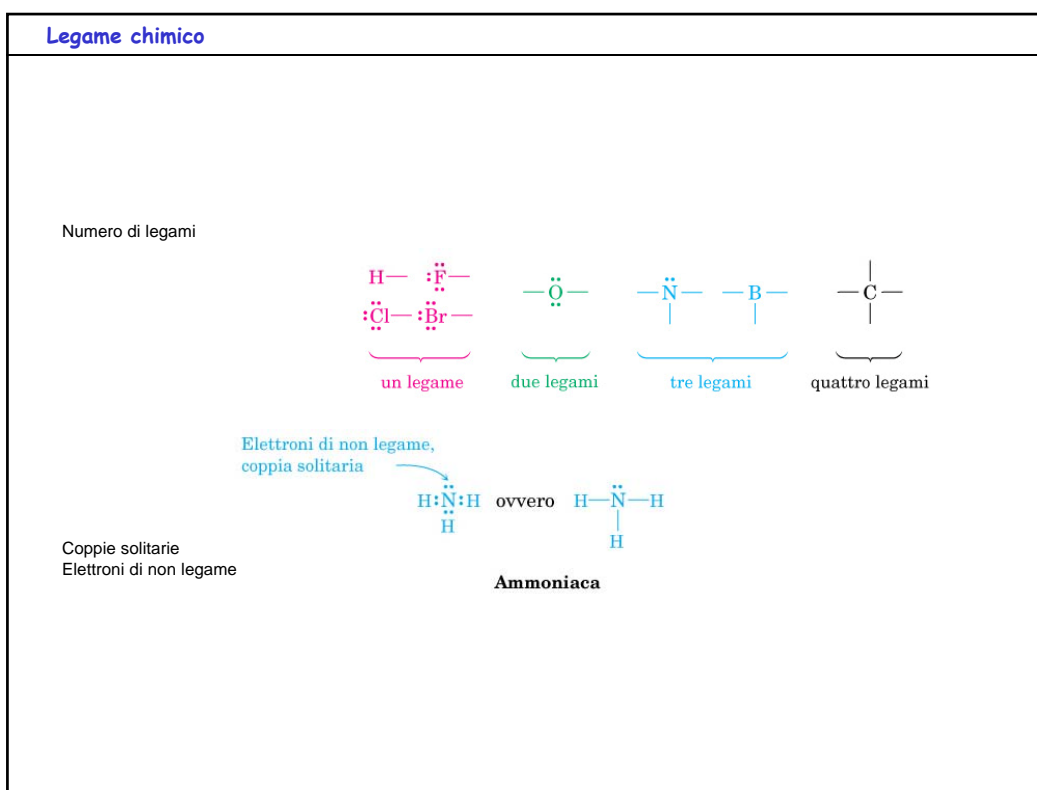 Legame chimico
Numero di legami
H— :F̤̈—
:C̤̈l— :B̤̈r—
—Ö̤— —N̈— —B— —C—
un legame due legami tre legami quattro legami
Elettroni di non legame,
coppia solitaria
H:N̤̈:H ovvero H—N̈—H
H H
Coppie solitarie
Elettroni di non legame
Ammoniaca